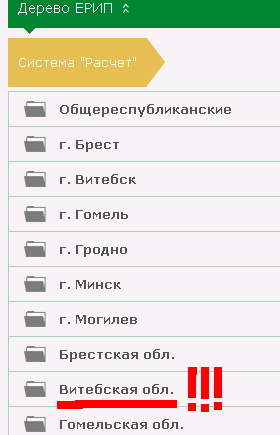 Дерево ЕРИП
Система "Расчет"
Общереспубликанские
г. Брест
г. Витебск
г. Гомель
г. Гродно
г. Минск
г. Могилев
Брестская обл.
Витебская обл. !!!
Гомельская обл.